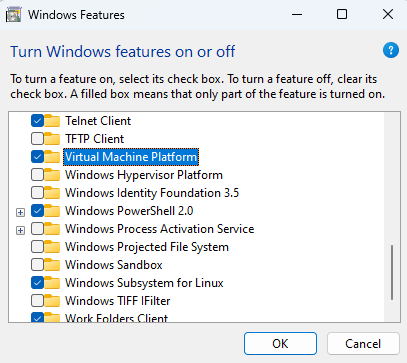 Windows Features
Turn Windows features on or off
To turn a feature on, select its check box. To turn a feature off, clear its
check box. A filled box means that only part of the feature is turned on.
Telnet Client
TFTP Client
Virtual Machine Platform
Windows Hypervisor Platform
Windows Identity Foundation 3.5
Windows PowerShell 2.0
Windows Process Activation Service
Windows Projected File System
Windows Sandbox
Windows Subsystem for Linux
Windows TIFF IFilter
Work Folders Client
OK
Cancel